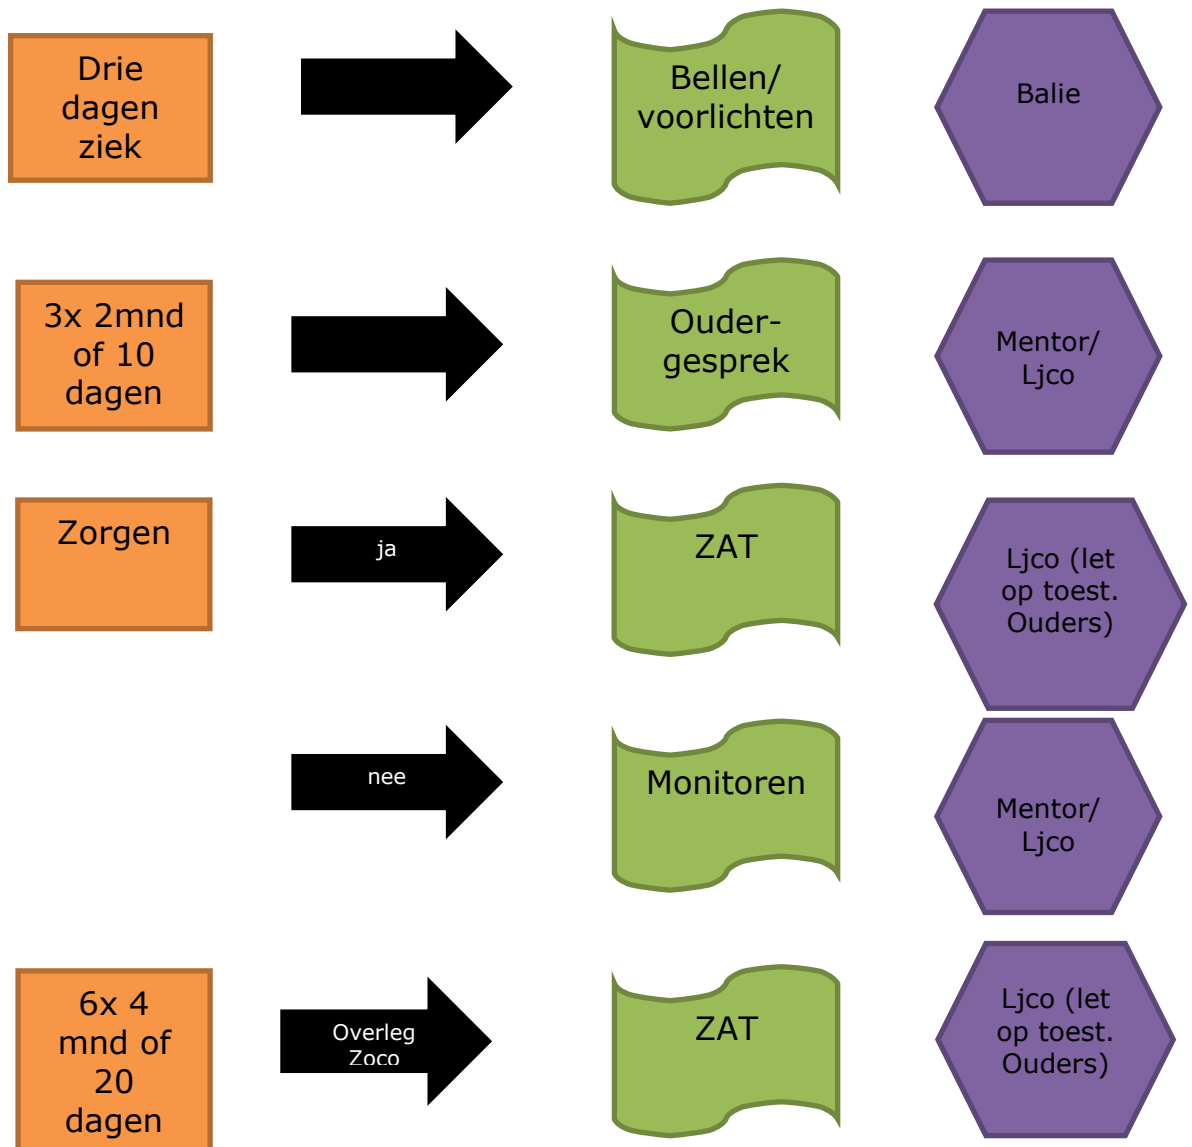 Drie
dagen
ziek
Bellen/
voorlichten
Balie
3x 2mnd
of 10
dagen
Ouder-
gesprek
Mentor/
Ljco
Zorgen
ja
ZAT
Ljco (let
op toest.
Ouders)
nee
Monitoren
Mentor/
Ljco
6x 4
mnd of
20
dagen
Overleg
Zoco
ZAT
Ljco (let
op toest.
Ouders)